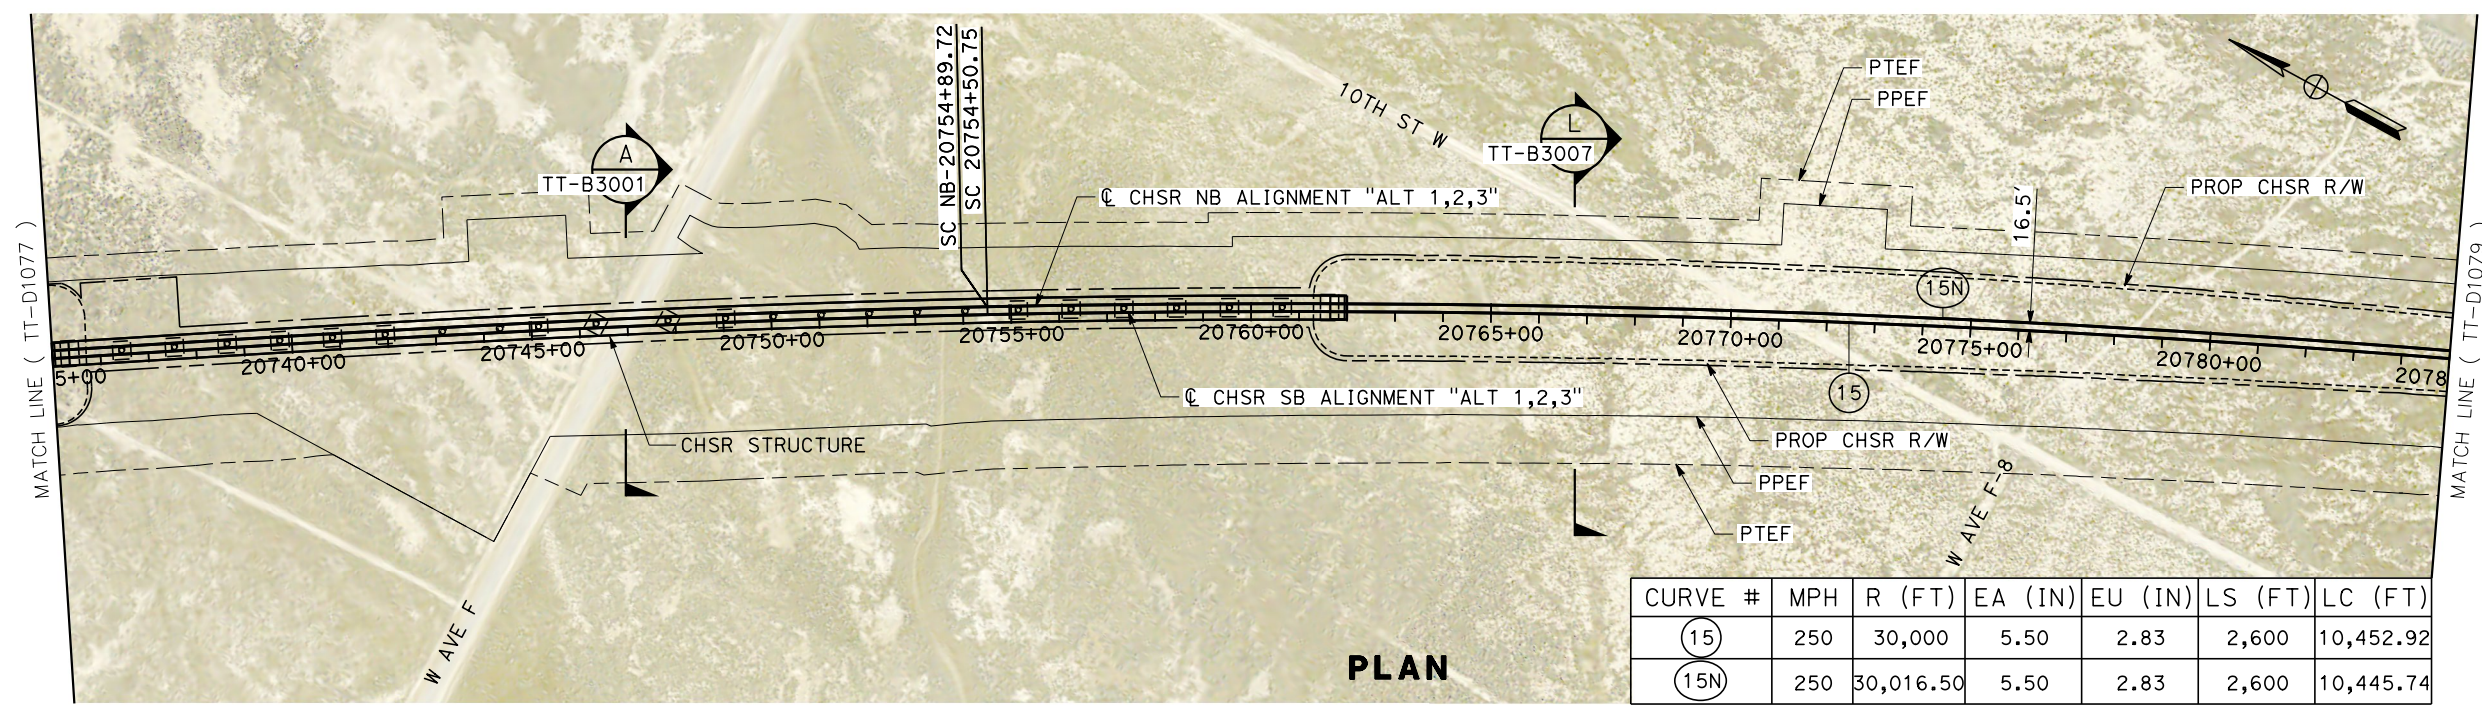 SC NB-20754+89.72
SC 20754+50.75
10TH ST W
PTEF
PPEF
A
TT-B3001
L
TT-B3007
℄ CHSR NB ALIGNMENT "ALT 1,2,3"
PROP CHSR R/W
16.5'
15N
MATCH LINE ( TT-D1077 )
MATCH LINE ( TT-D1079 )
5+00
20740+00
20745+00
20750+00
20755+00
20760+00
20765+00
20770+00
20775+00
20780+00
2078
15
℄ CHSR SB ALIGNMENT "ALT 1,2,3"
CHSR STRUCTURE
PROP CHSR R/W
PPEF
PTEF
W AVE F
W AVE F-8
PLAN
CURVE # MPH R (FT) EA (IN) EU (IN) LS (FT) LC (FT)
15 250 30,000 5.50 2.83 2,600 10,452.92
15N 250 30,016.50 5.50 2.83 2,600 10,445.74